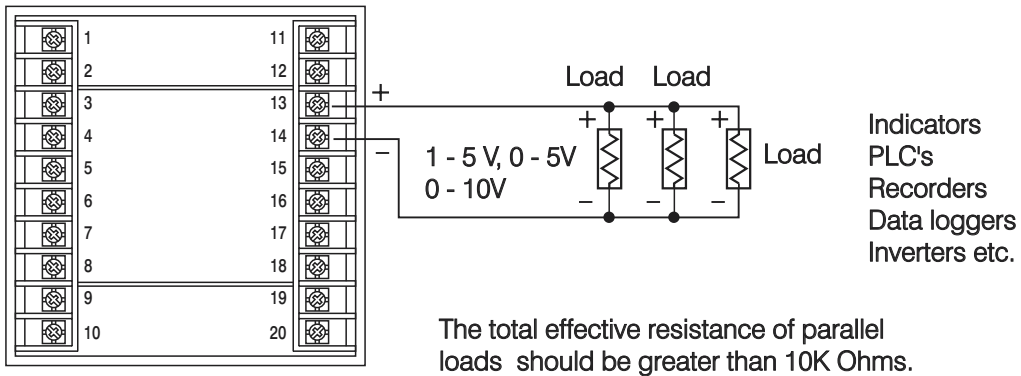 1
2
3
4
5
6
7
8
9
10
11
12
13
14
15
16
17
18
19
20
+
−
Load Load
+ + +
Load
− − −
1 - 5 V, 0 - 5V
0 - 10V
Indicators
PLC's
Recorders
Data loggers
Inverters etc.
The total effective resistance of parallel
loads should be greater than 10K Ohms.